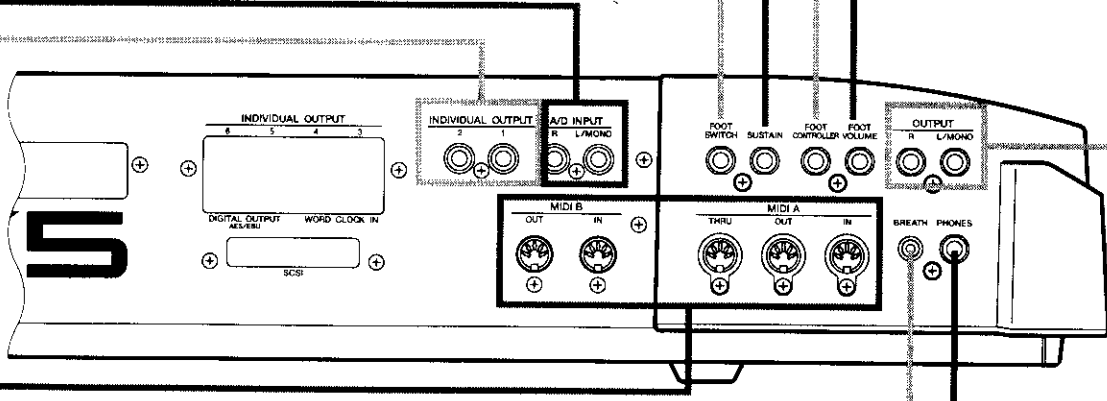 INDIVIDUAL OUTPUT
6 5 4 3
DIGITAL OUTPUT
AES/EBU
WORD CLOCK IN
SCSI
5
INDIVIDUAL OUTPUT
2 1
A/D INPUT
R L/MONO
FOOT SWITCH
SUSTAIN
FOOT CONTROLLER
FOOT VOLUME
OUTPUT
R L/MONO
MIDI B
OUT IN
MIDI A
THRU OUT IN
BREATH
PHONES